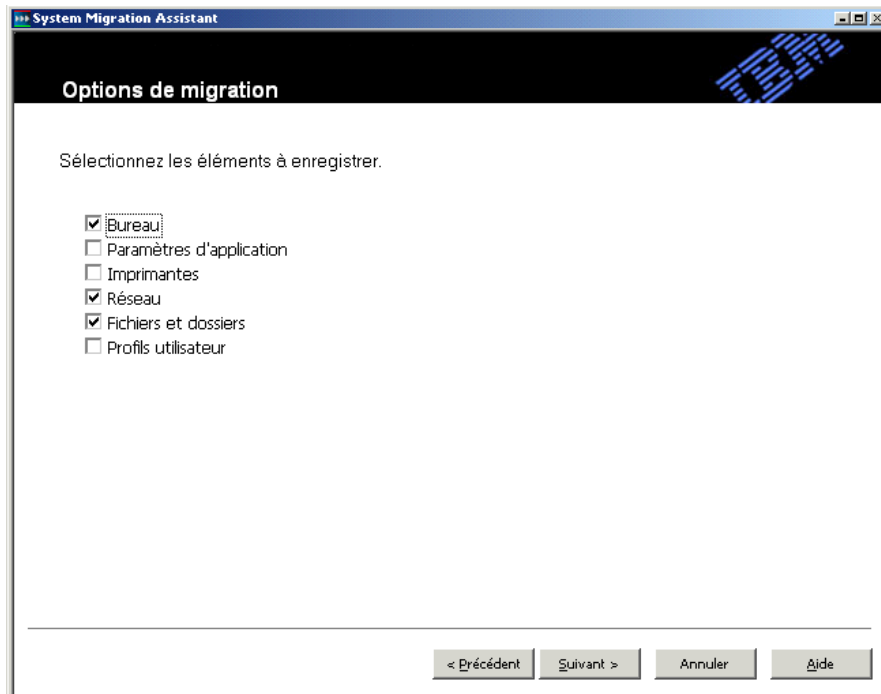 System Migration Assistant
IBM
Options de migration
Sélectionnez les éléments à enregistrer.
Bureau
Paramètres d'application
Imprimantes
Réseau
Fichiers et dossiers
Profils utilisateur
< Précédent Suivant > Annuler Aide